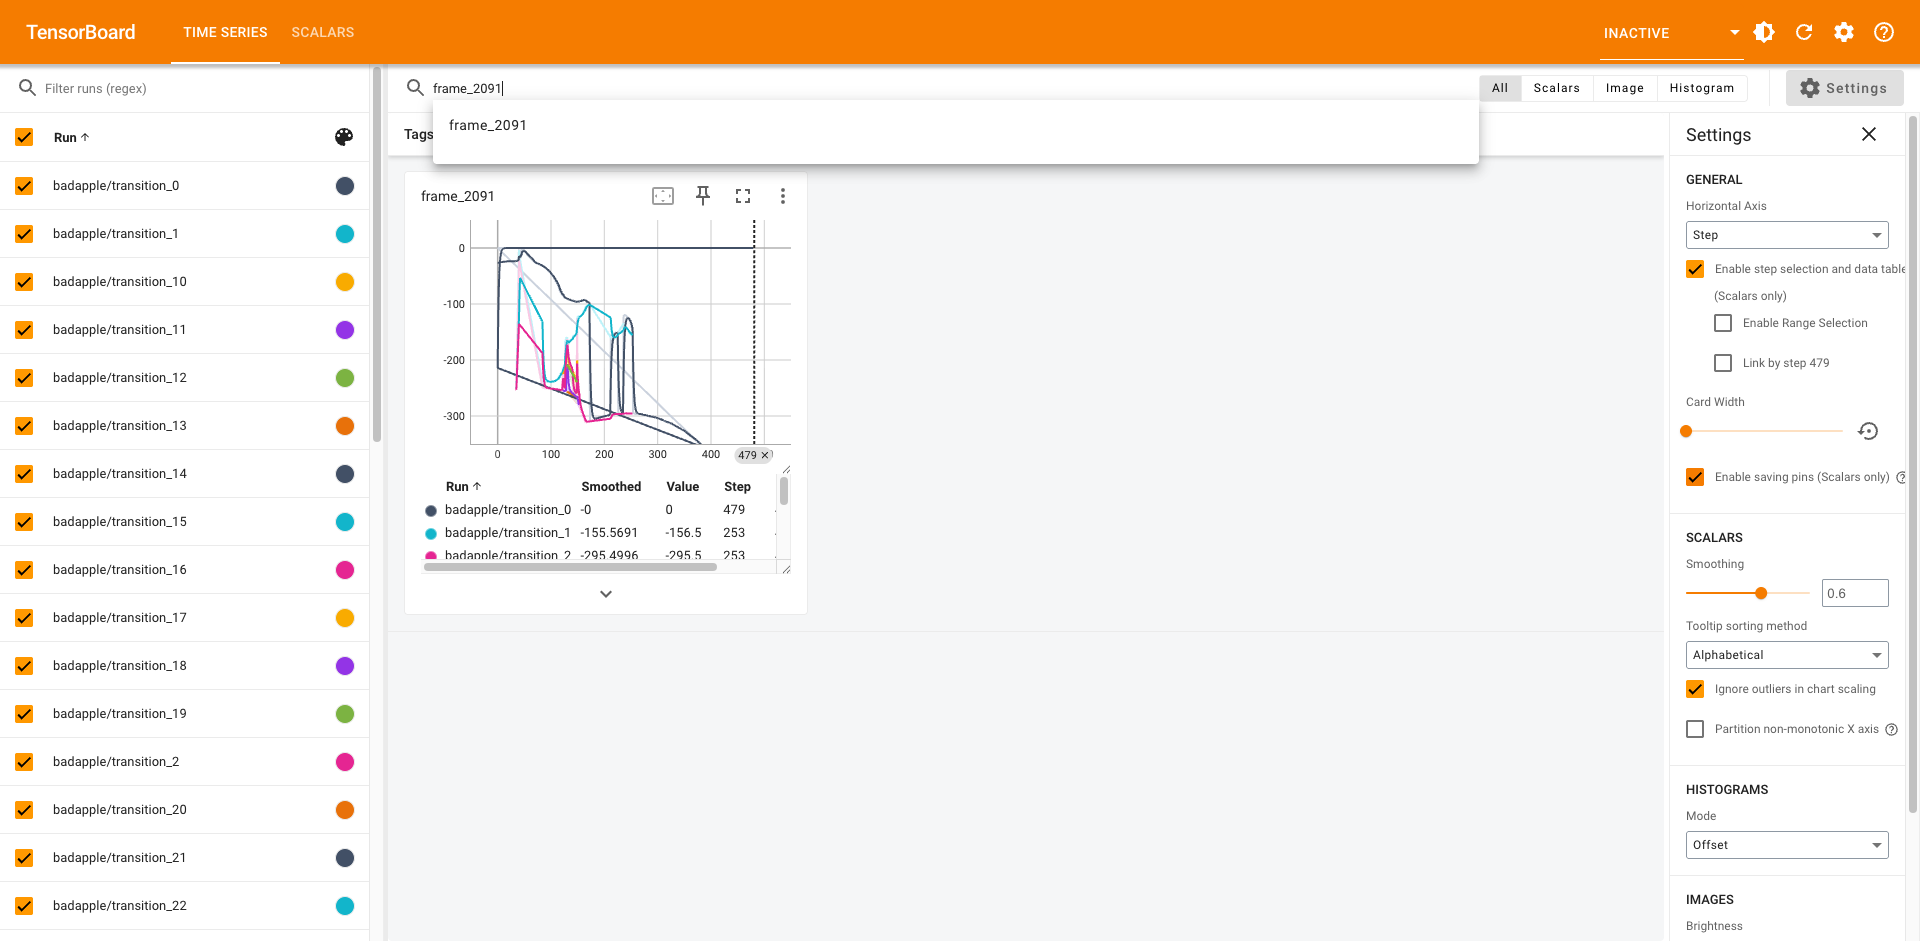 TensorBoard
TIME SERIES
SCALARS
INACTIVE
Filter runs (regex)
frame_2091
All
Scalars
Image
Histogram
Settings
frame_2091
Run
Tags
Settings
badapple/transition_0
badapple/transition_1
badapple/transition_10
badapple/transition_11
badapple/transition_12
badapple/transition_13
badapple/transition_14
badapple/transition_15
badapple/transition_16
badapple/transition_17
badapple/transition_18
badapple/transition_19
badapple/transition_2
badapple/transition_20
badapple/transition_21
badapple/transition_22
frame_2091
0
-100
-200
-300
0 100 200 300 400 479
Run Smoothed Value Step
badapple/transition_0 -0 0 479
badapple/transition_1 -155.5691 -156.5 253
badapple/transition_2 -295.4996 -295.5 253
GENERAL
Horizontal Axis
Step
Enable step selection and data table
(Scalars only)
Enable Range Selection
Link by step 479
Card Width
Enable saving pins (Scalars only)
SCALARS
Smoothing
0.6
Tooltip sorting method
Alphabetical
Ignore outliers in chart scaling
Partition non-monotonic X axis
HISTOGRAMS
Mode
Offset
IMAGES
Brightness